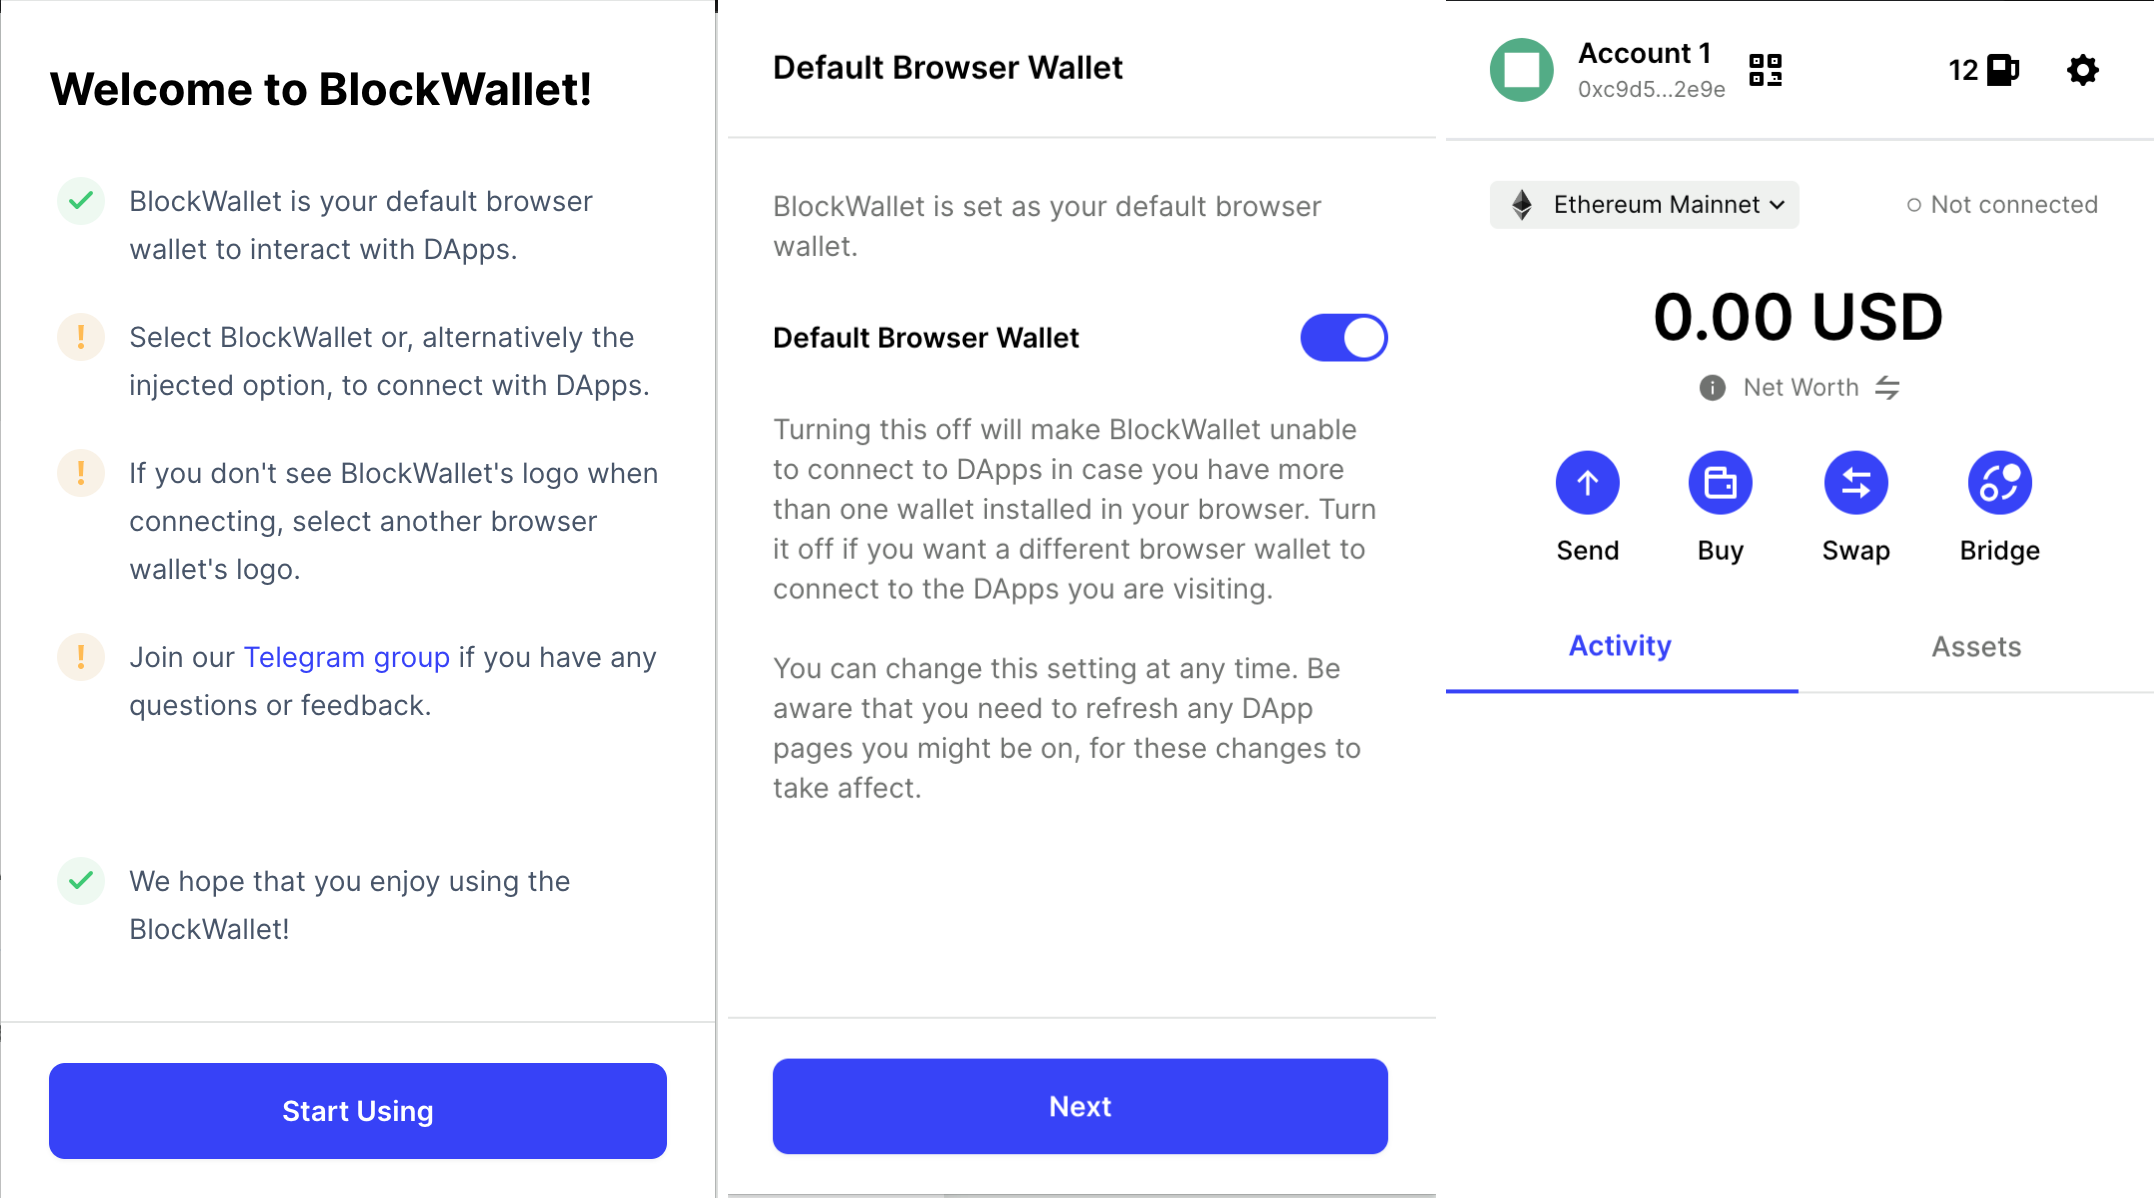 Welcome to BlockWallet!
BlockWallet is your default browser
wallet to interact with DApps.
Select BlockWallet or, alternatively the
injected option, to connect with DApps.
If you don't see BlockWallet's logo when
connecting, select another browser
wallet's logo.
Join our Telegram group if you have any
questions or feedback.
We hope that you enjoy using the
BlockWallet!
Start Using
Default Browser Wallet
BlockWallet is set as your default browser
wallet.
Default Browser Wallet
Turning this off will make BlockWallet unable
to connect to DApps in case you have more
than one wallet installed in your browser. Turn
it off if you want a different browser wallet to
connect to the DApps you are visiting.
You can change this setting at any time. Be
aware that you need to refresh any DApp
pages you might be on, for these changes to
take affect.
Next
Account 1
0xc9d5...2e9e
12
Ethereum Mainnet
Not connected
0.00 USD
Net Worth
Send Buy Swap Bridge
Activity Assets